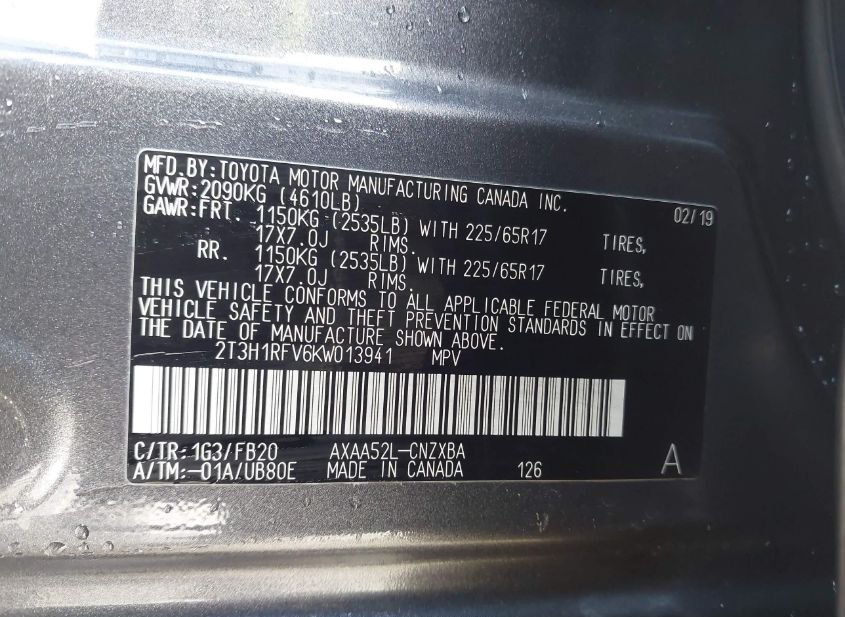 MFD.BY:TOYOTA MOTOR MANUFACTURING CANADA INC.
GVWR:2090KG (4610LB) 02/19
GAWR:FRT. 1150KG (2535LB) WITH 225/65R17 TIRES,
17X7.0J RIMS.
RR. 1150KG (2535LB) WITH 225/65R17 TIRES,
17X7.0J RIMS.
THIS VEHICLE CONFORMS TO ALL APPLICABLE FEDERAL MOTOR
VEHICLE SAFETY AND THEFT PREVENTION STANDARDS IN EFFECT ON
THE DATE OF MANUFACTURE SHOWN ABOVE.
2T3H1RFV6KW013941 MPV
C/TR:1G3/FB20 AXAA52L-CNZXBA
A/TM:-01A/UB80E MADE IN CANADA 126 A